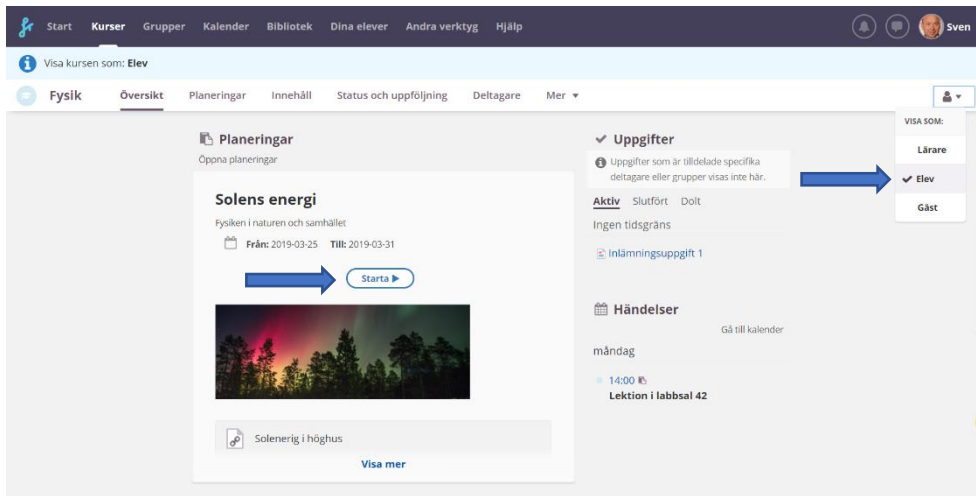 Start Kurser Grupper Kalender Bibliotek Dina elever Andra verktyg Hjälp Sven
Visa kursen som: Elev
Fysik Översikt Planeringar Innehåll Status och uppföljning Deltagare Mer
VISA SOM:
Lärare
Elev
Gäst
Planeringar
Öppna planeringar
Solens energi
Fysiken i naturen och samhället
Från: 2019-03-25 Till: 2019-03-31
Starta
Solenerig i höghus
Visa mer
Uppgifter
Uppgifter som är tilldelade specifika
deltagare eller grupper visas inte här.
Aktiv Slutfört Dolt
Ingen tidsgräns
Inlämningsuppgift 1
Händelser
Gå till kalender
måndag
14:00
Lektion i labbsal 42